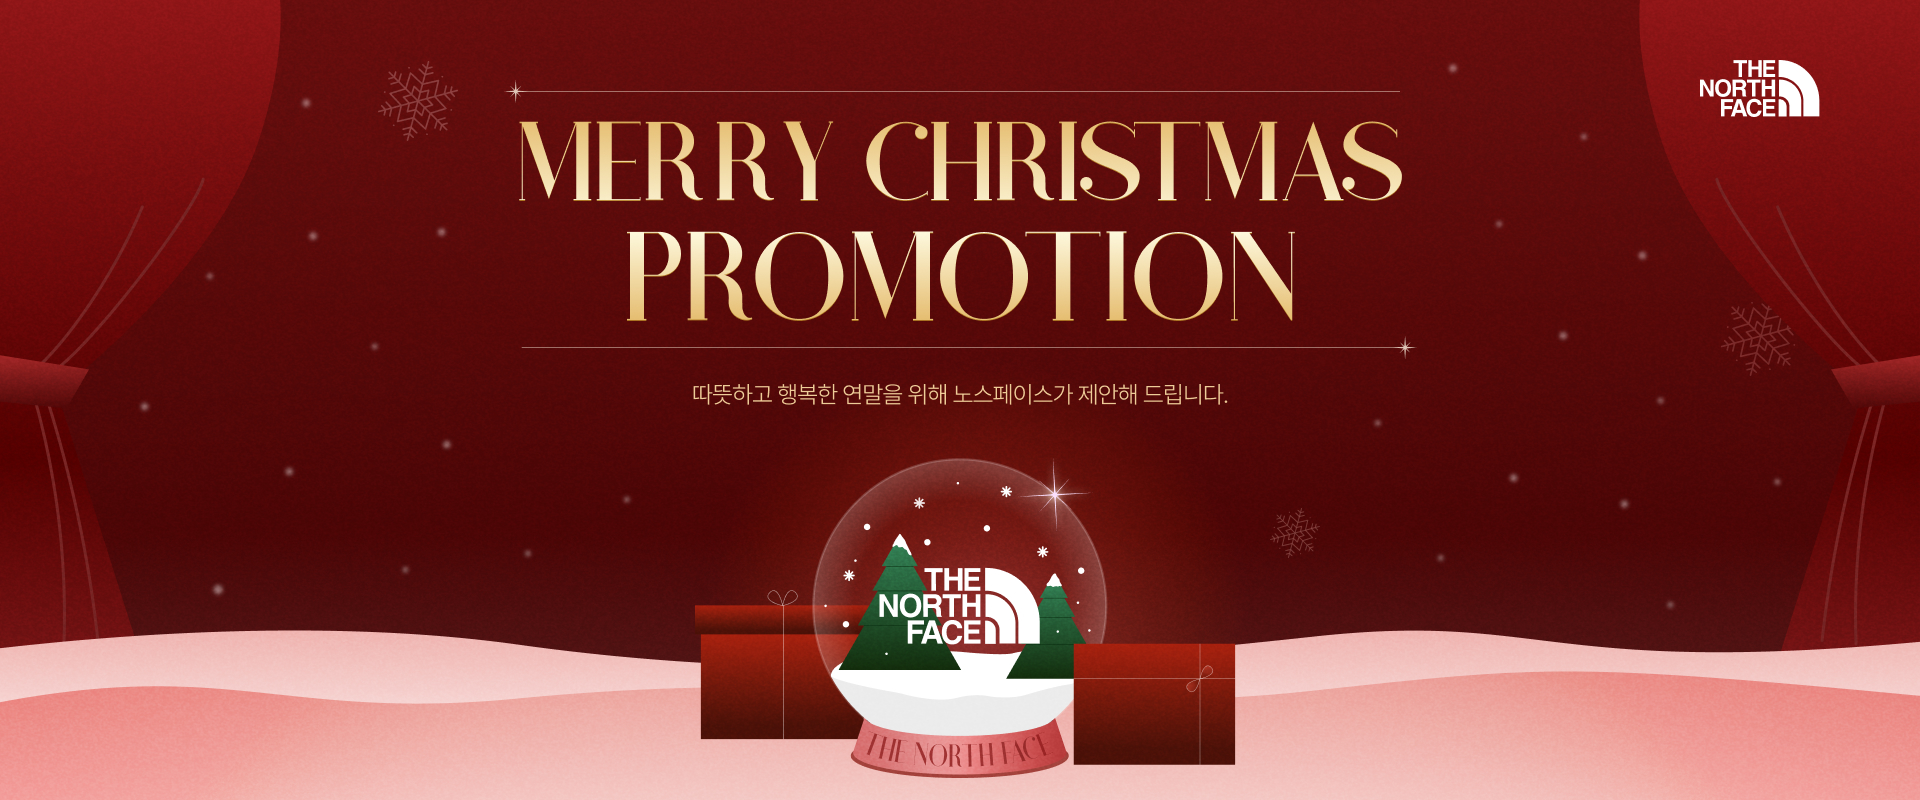 THE
NORTH
FACE
MERRY CHRISTMAS
PROMOTION
따뜻하고 행복한 연말을 위해 노스페이스가 제안해 드립니다.
THE
NORTH
FACE
THE NORTH FACE